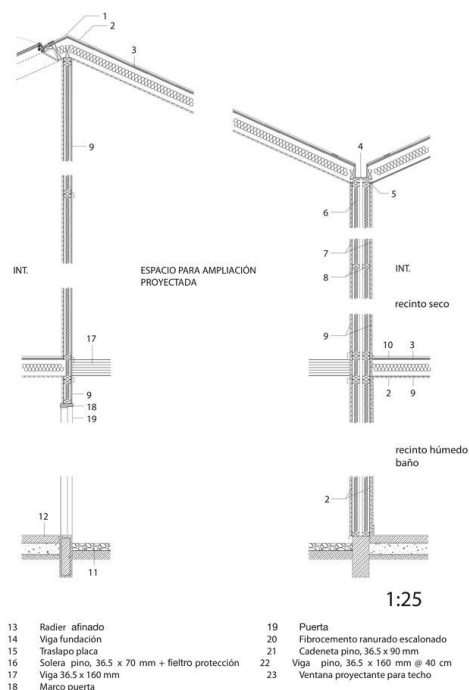 1
2
3
9
4
5
6
7
8
INT.
ESPACIO PARA AMPLIACIÓN
PROYECTADA
INT.
recinto seco
17
9
10 3
9
18
19
2 9
recinto húmedo
baño
2
12
11
1:25
13 Radier afinado
14 Viga fundación
15 Traslapo placa
16 Solera pino, 36.5 x 70 mm + fieltro protección
17 Viga 36.5 x 160 mm
18 Marco puerta
19 Puerta
20 Fibrocemento ranurado escalonado
21 Cadeneta pino, 36.5 x 90 mm
22 Viga pino, 36.5 x 160 mm @ 40 cm
23 Ventana proyectante para techo